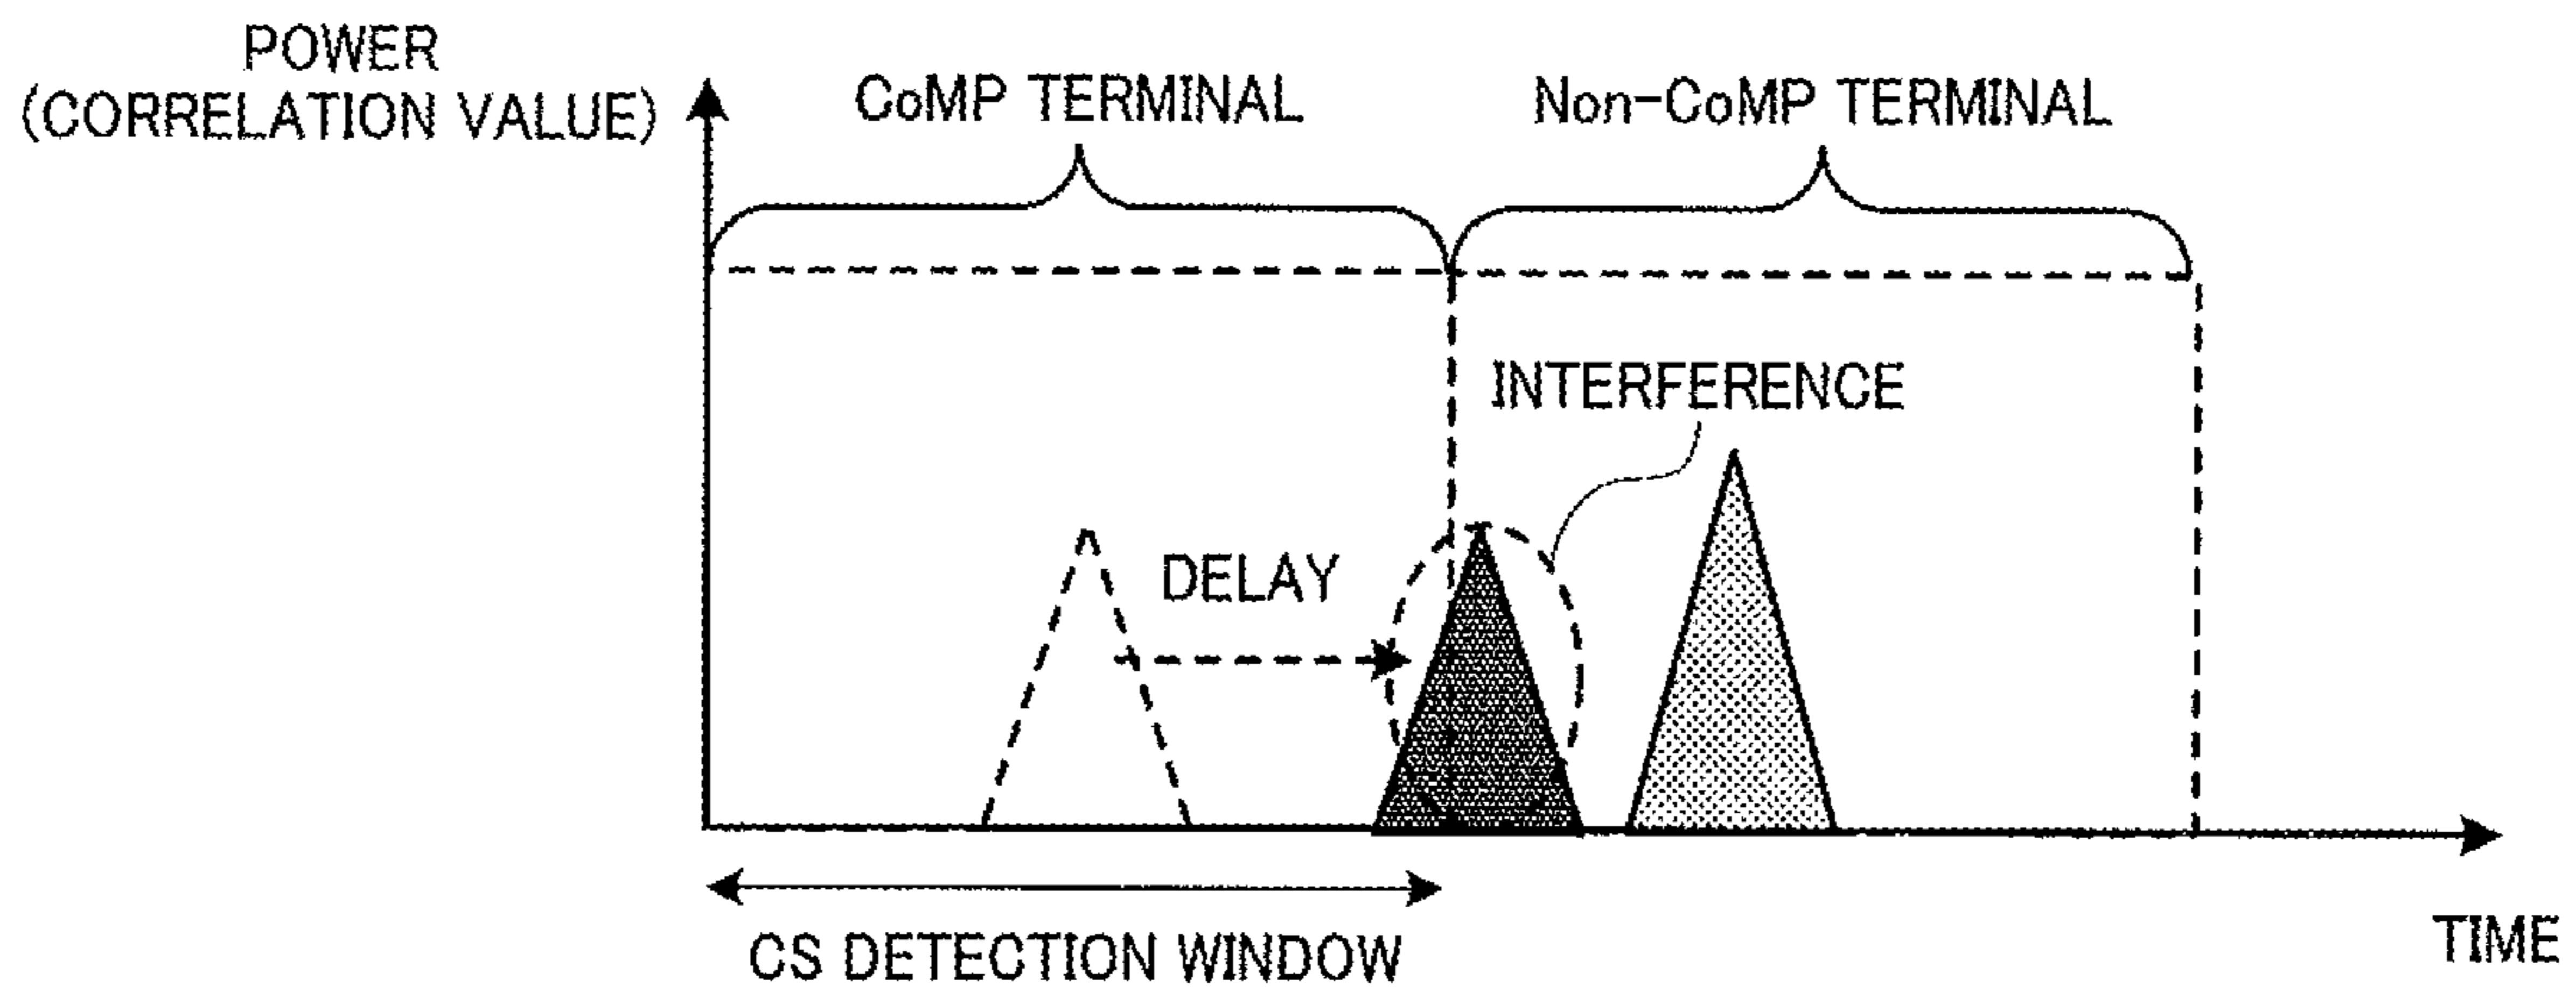 POWER
(CORRELATION VALUE)
CoMP TERMINAL
Non-CoMP TERMINAL
INTERFERENCE
DELAY
CS DETECTION WINDOW
TIME